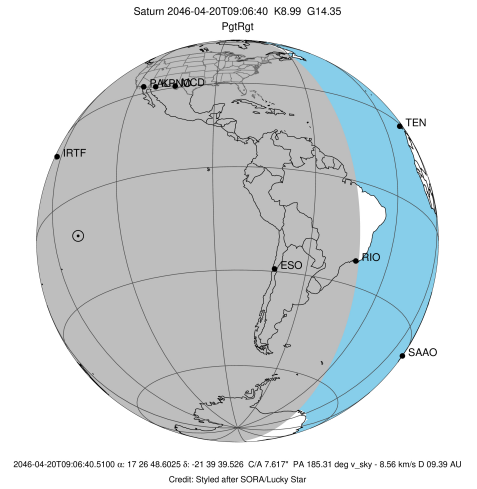 Saturn 2046-04-20T09:06:40 K8.99 G14.35
PgtRgt
MCD
TEN
IRTF
ESO
RIO
SAAO
2046-04-20T09:06:40.5100 α: 17 26 48.6025 δ: -21 39 39.526 C/A 7.617" PA 185.31 deg v_sky - 8.56 km/s D 09.39 AU
Credit: Styled after SORA/Lucky Star